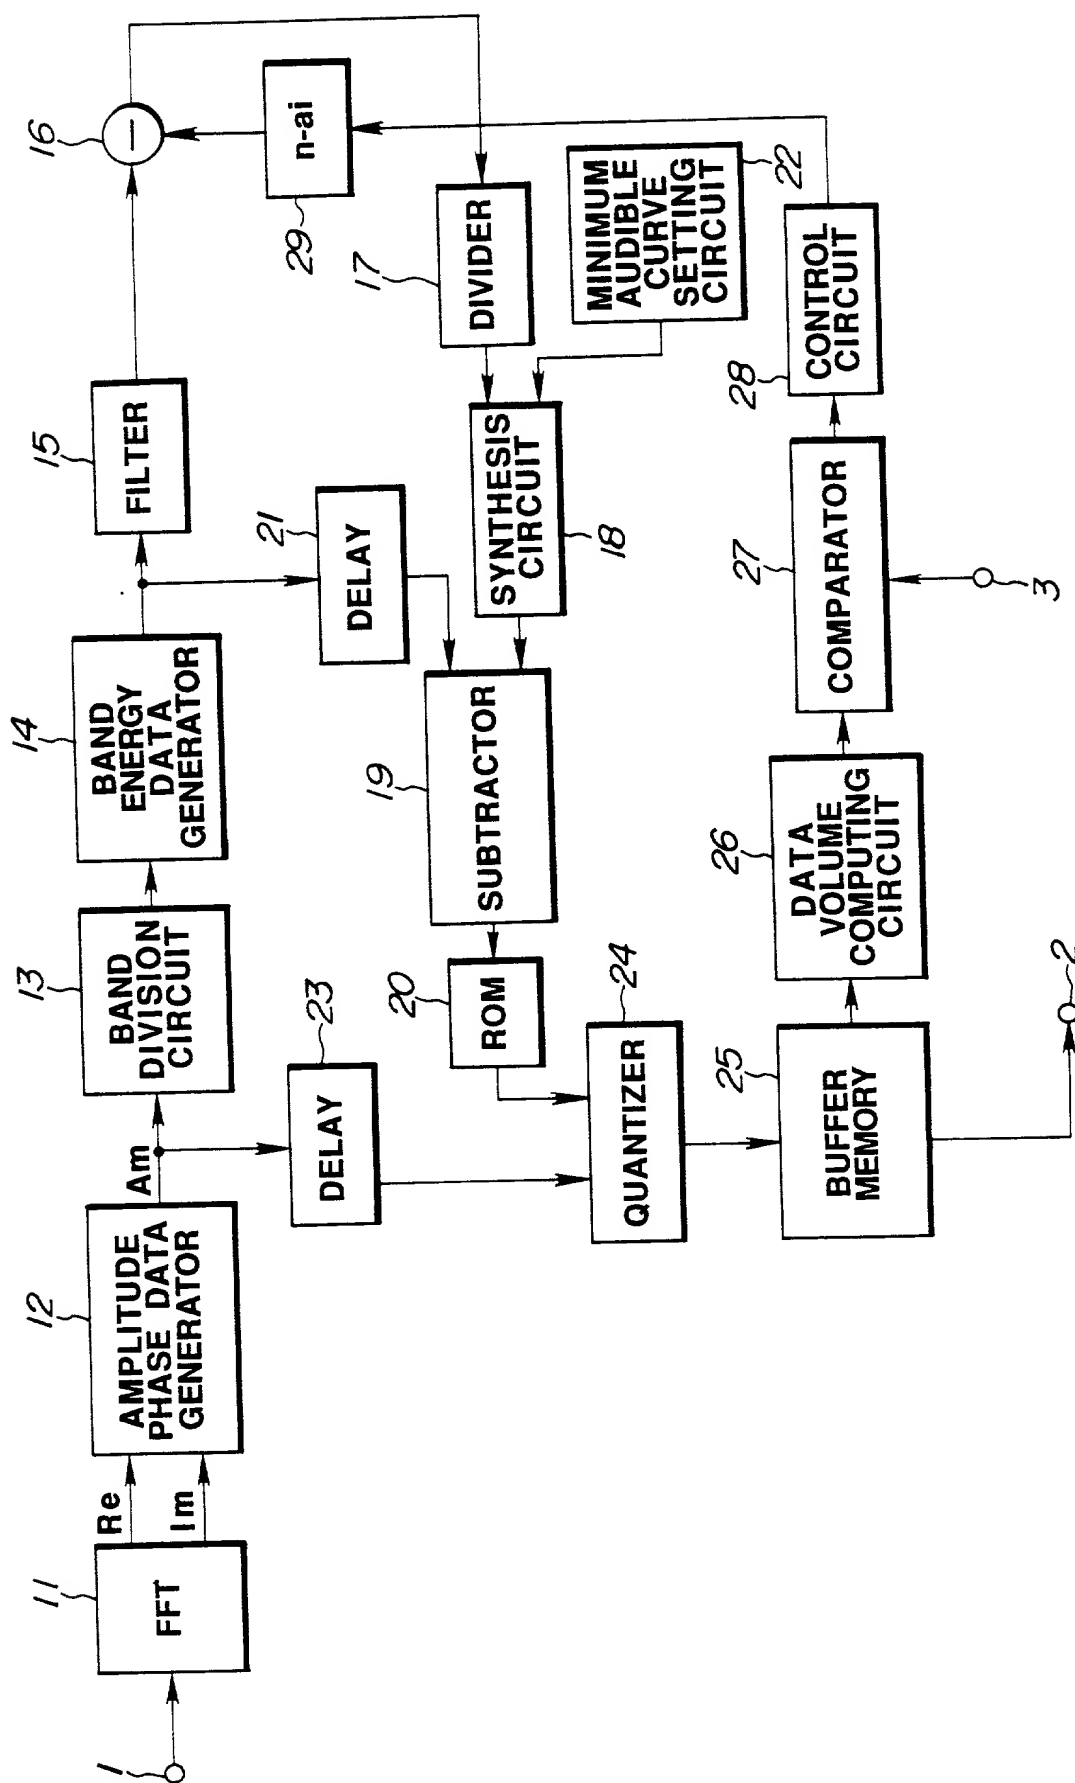 1
11
FFT
Re
Im
12
AMPLITUDE
PHASE DATA
GENERATOR
Am
13
BAND
DIVISION
CIRCUIT
14
BAND
ENERGY
DATA
GENERATOR
15
FILTER
16
−
n-ai
29
23
DELAY
21
DELAY
17
DIVIDER
MINIMUM
AUDIBLE
CURVE
SETTING
CIRCUIT
22
20
ROM
19
SUBTRACTOR
SYNTHESIS
CIRCUIT
18
24
QUANTIZER
25
BUFFER
MEMORY
26
DATA
VOLUME
COMPUTING
CIRCUIT
27
COMPARATOR
28
CONTROL
CIRCUIT
2
3